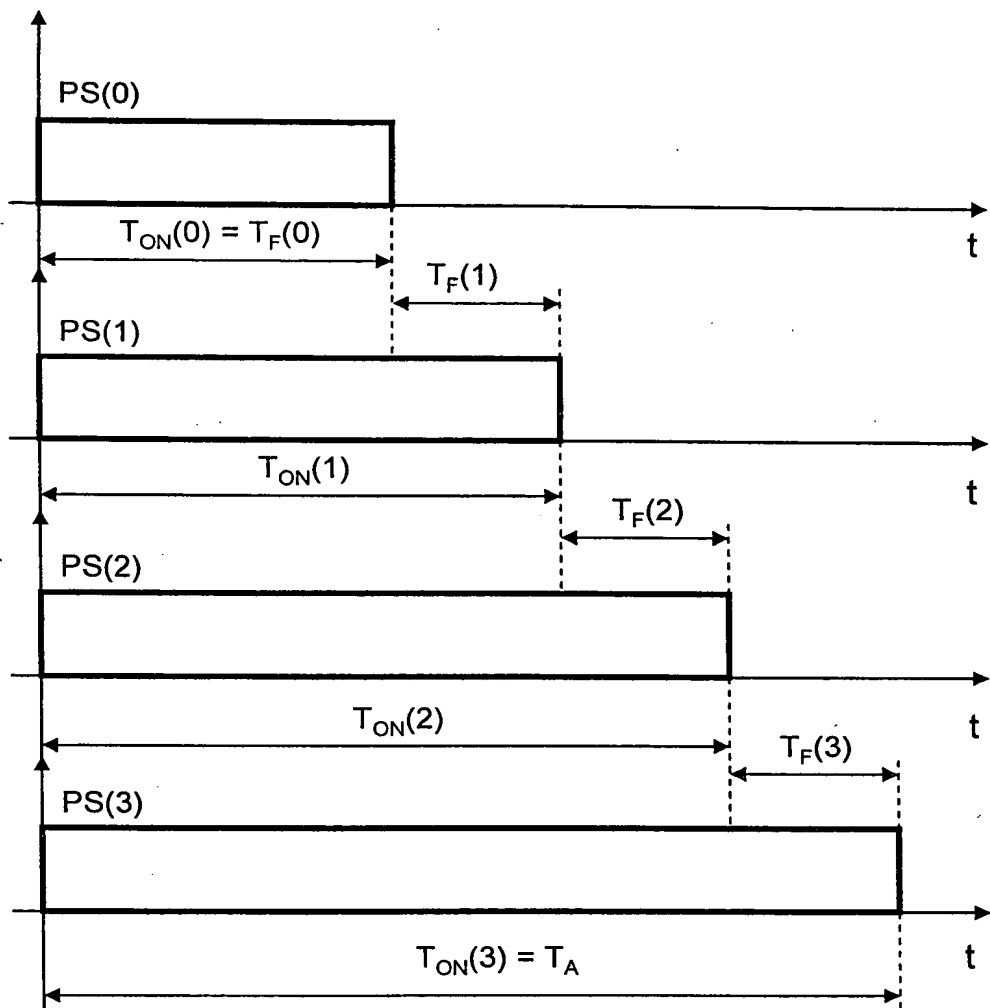 PS(0)
T_ON(0) = T_F(0)
t
T_F(1)
PS(1)
T_ON(1)
t
T_F(2)
PS(2)
T_ON(2)
t
T_F(3)
PS(3)
T_ON(3) = T_A
t